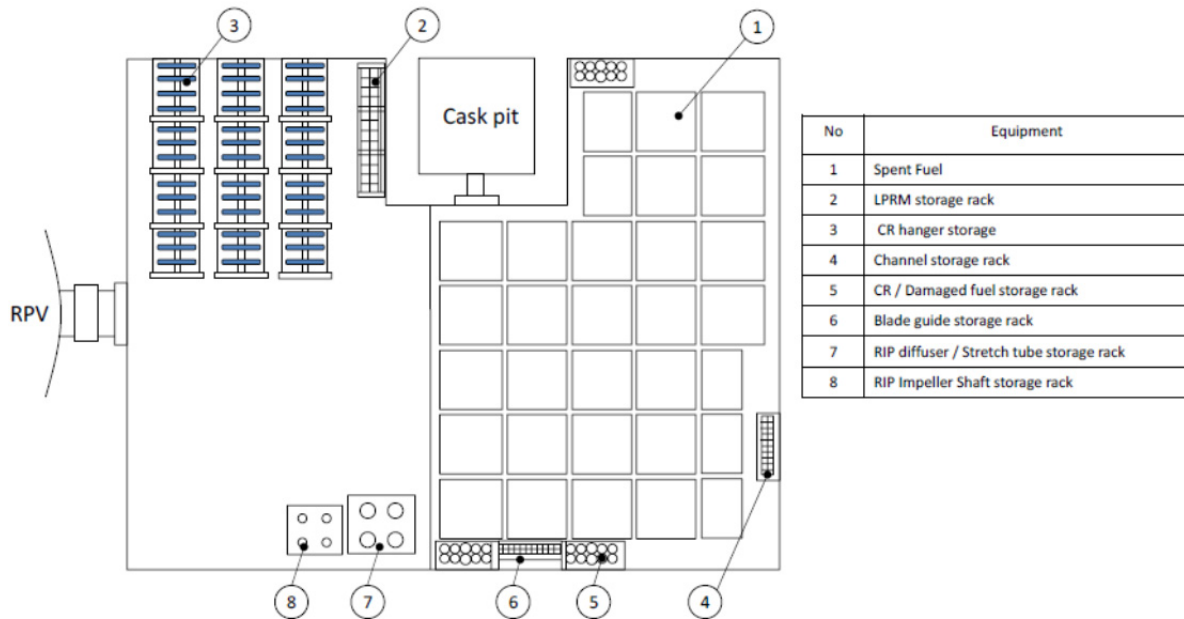 3
2
1
Cask pit
RPV
8
7
6
5
4
No Equipment
1 Spent Fuel
2 LPRM storage rack
3 CR hanger storage
4 Channel storage rack
5 CR / Damaged fuel storage rack
6 Blade guide storage rack
7 RIP diffuser / Stretch tube storage rack
8 RIP Impeller Shaft storage rack